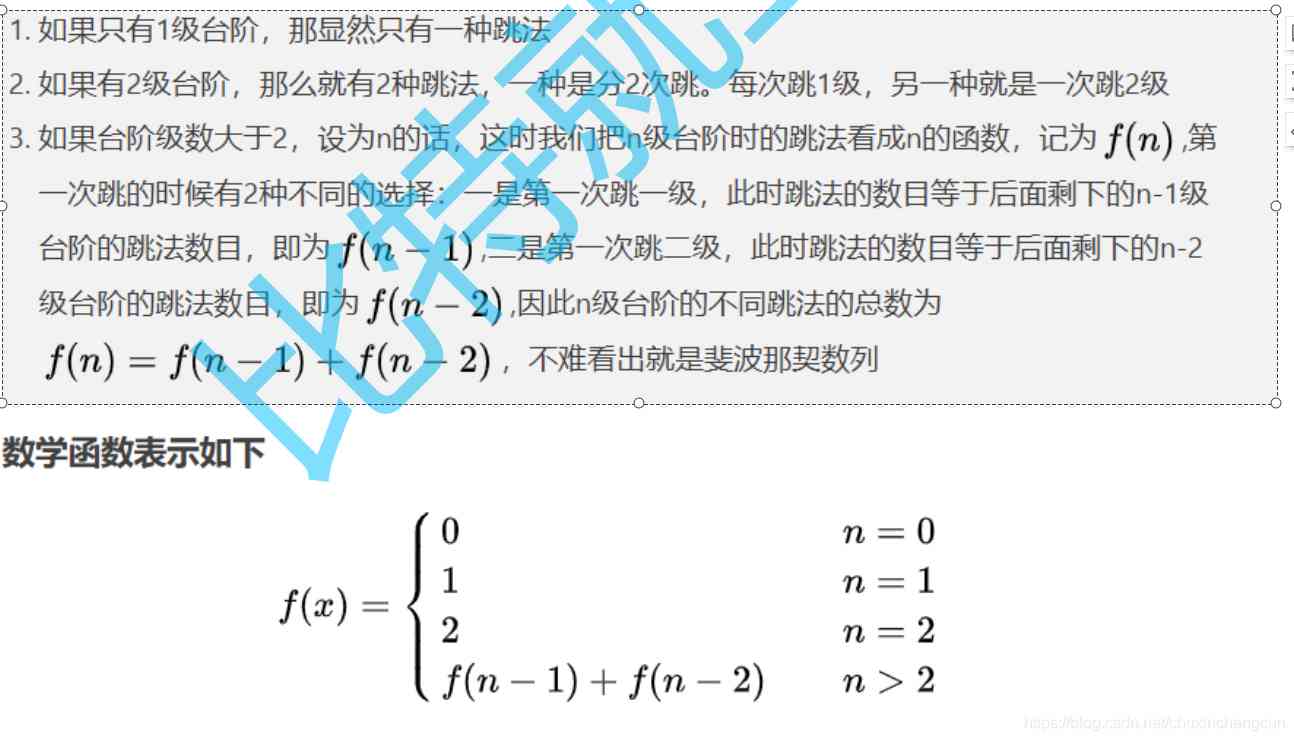 1. 如果只有1级台阶，那显然只有一种跳法
2. 如果有2级台阶，那么就有2种跳法，一种是分2次跳。每次跳1级，另一种就是一次跳2级
3. 如果台阶级数大于2，设为n的话，这时我们把n级台阶时的跳法看成n的函数，记为 f(n) ,第
一次跳的时候有2种不同的选择：一是第一次跳一级，此时跳法的数目等于后面剩下的n-1级
台阶的跳法数目，即为 f(n − 1) ,二是第一次跳二级，此时跳法的数目等于后面剩下的n-2
级台阶的跳法数目，即为 f(n − 2) ,因此n级台阶的不同跳法的总数为
f(n) = f(n − 1) + f(n − 2) ，不难看出就是斐波那契数列
比特就
数学函数表示如下
0 n = 0
1 n = 1
f(x) =
2 n = 2
f(n − 1) + f(n − 2) n > 2